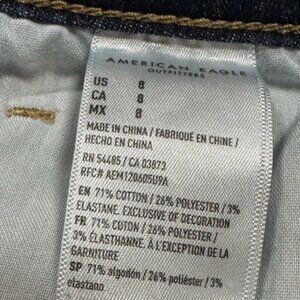 AMERICAN EAGLE
OUTFITTERS
US 8
CA 8
MX 8
MADE IN CHINA / FABRIQUÉ EN CHINE /
HECHO EN CHINA
RN 54485 / CA 03873
RFC# AEM120605U9A
EN 71% COTTON / 26% POLYESTER / 3%
ELASTANE. EXCLUSIVE OF DECORATION
FR 71% COTON / 26% POLYESTER /
3% ÉLASTHANNE. À L'EXCEPTION DE LA
GARNITURE
SP 71% algodón / 26% poliéster / 3%
elastano